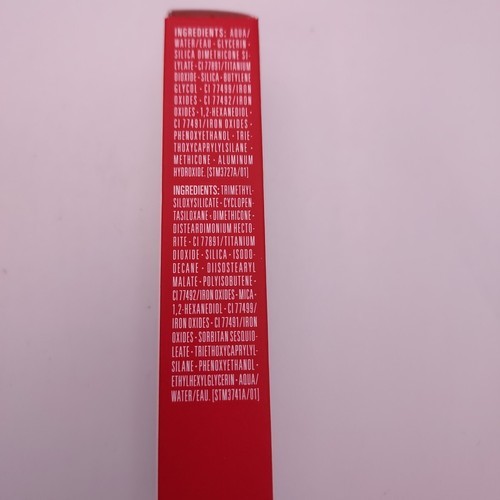 INGREDIENTS: AQUA/
WATER/EAU • GLYCERIN •
SILICA DIMETHICONE SI-
LYLATE • CI 77891/TITANIUM
DIOXIDE • SILICA • BUTYLENE
GLYCOL • CI 77499/IRON
OXIDES • CI 77492/IRON
OXIDES • 1,2-HEXANEDIOL •
CI 77491/IRON OXIDES •
PHENOXYETHANOL • TRIE-
THOXYCAPRYLYLSILANE •
METHICONE • ALUMINUM
HYDROXIDE. [STM3727A/01]
INGREDIENTS: TRIMETHYL-
SILOXYSILICATE • CYCLOPEN-
TASILOXANE • DIMETHICONE •
DISTEARDIMONIUM HECTO-
RITE • CI 77891/TITANIUM
DIOXIDE • SILICA • ISODO-
DECANE • DIISOSTEARYL
MALATE • POLYISOBUTENE •
CI 77492/IRON OXIDES • MICA •
1,2-HEXANEDIOL • CI 77499/
IRON OXIDES • CI 77491/IRON
OXIDES • SORBITAN SESQUIO-
LEATE • TRIETHOXYCAPRYLYL-
SILANE • PHENOXYETHANOL •
ETHYLHEXYLGLYCERIN • AQUA/
WATER/EAU. [STM3741A/01]